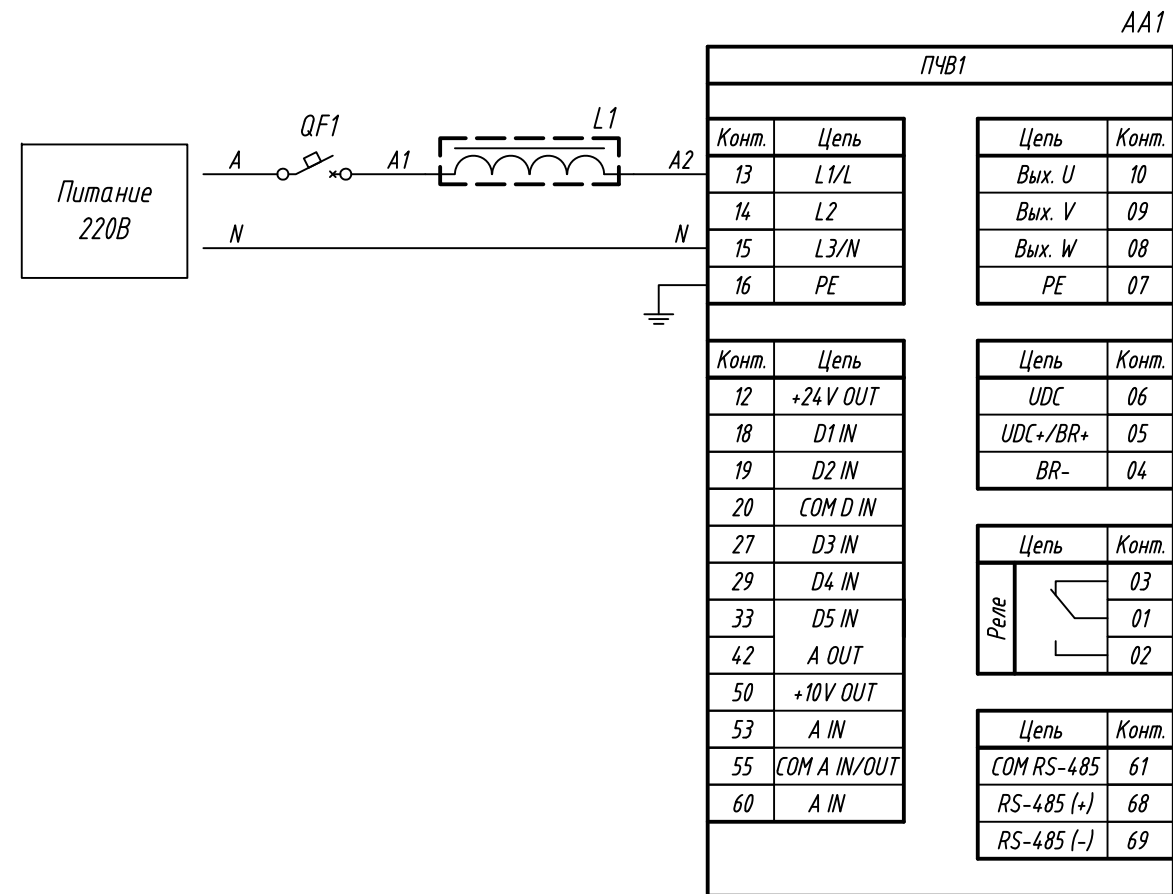 AA1
ПЧВ1
QF1
L1
Питание
220В
A
A1
A2
N
N
Конт. Цепь
13 L1/L
14 L2
15 L3/N
16 PE
Цепь Конт.
Вых. U 10
Вых. V 09
Вых. W 08
PE 07
Конт. Цепь
12 +24V OUT
18 D1 IN
19 D2 IN
20 COM D IN
27 D3 IN
29 D4 IN
33 D5 IN
42 A OUT
50 +10V OUT
53 A IN
55 COM A IN/OUT
60 A IN
Цепь Конт.
UDC 06
UDC+/BR+ 05
BR- 04
Цепь Конт.
Реле
03
01
02
Цепь Конт.
COM RS-485 61
RS-485 (+) 68
RS-485 (-) 69